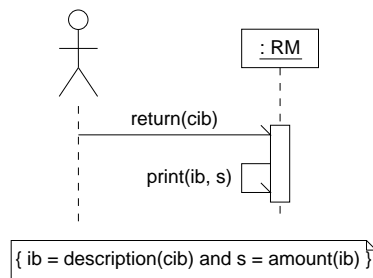 : RM
return(cib)
print(ib, s)
{ ib = description(cib) and s = amount(ib) }